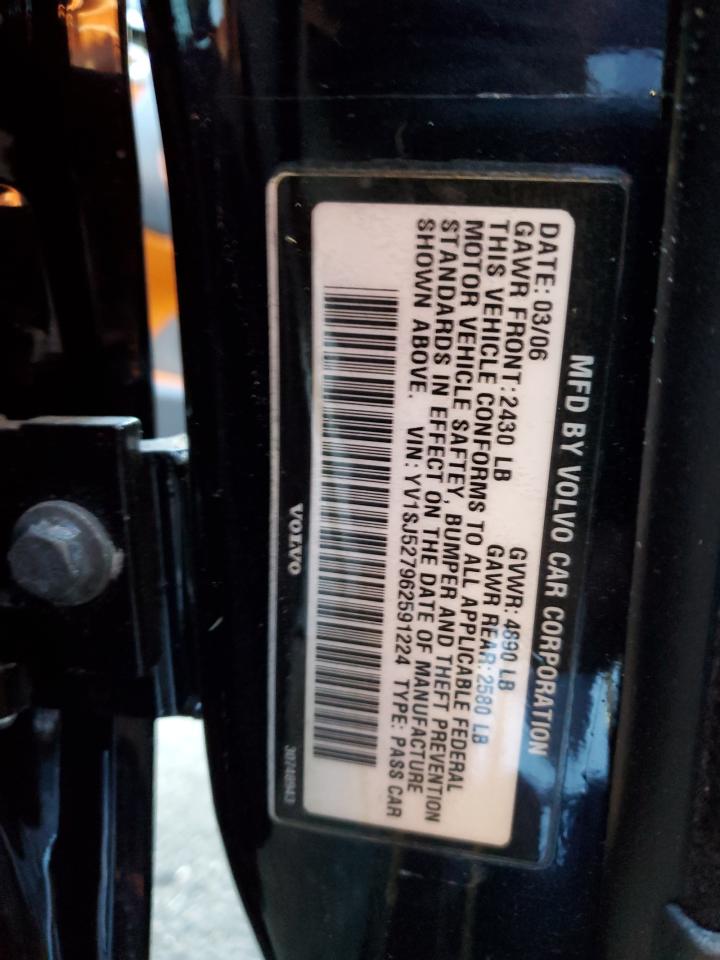 MFD BY VOLVO CAR CORPORATION
DATE: 03/06 GVWR: 4890 LB
GAWR FRONT: 2430 LB GAWR REAR: 2580 LB
THIS VEHICLE CONFORMS TO ALL APPLICABLE FEDERAL
MOTOR VEHICLE SAFTEY, BUMPER AND THEFT PREVENTION
STANDARDS IN EFFECT ON THE DATE OF MANUFACTURE
SHOWN ABOVE. VIN: YV1SJ527962591224 TYPE: PASS CAR
VOLVO
30748943